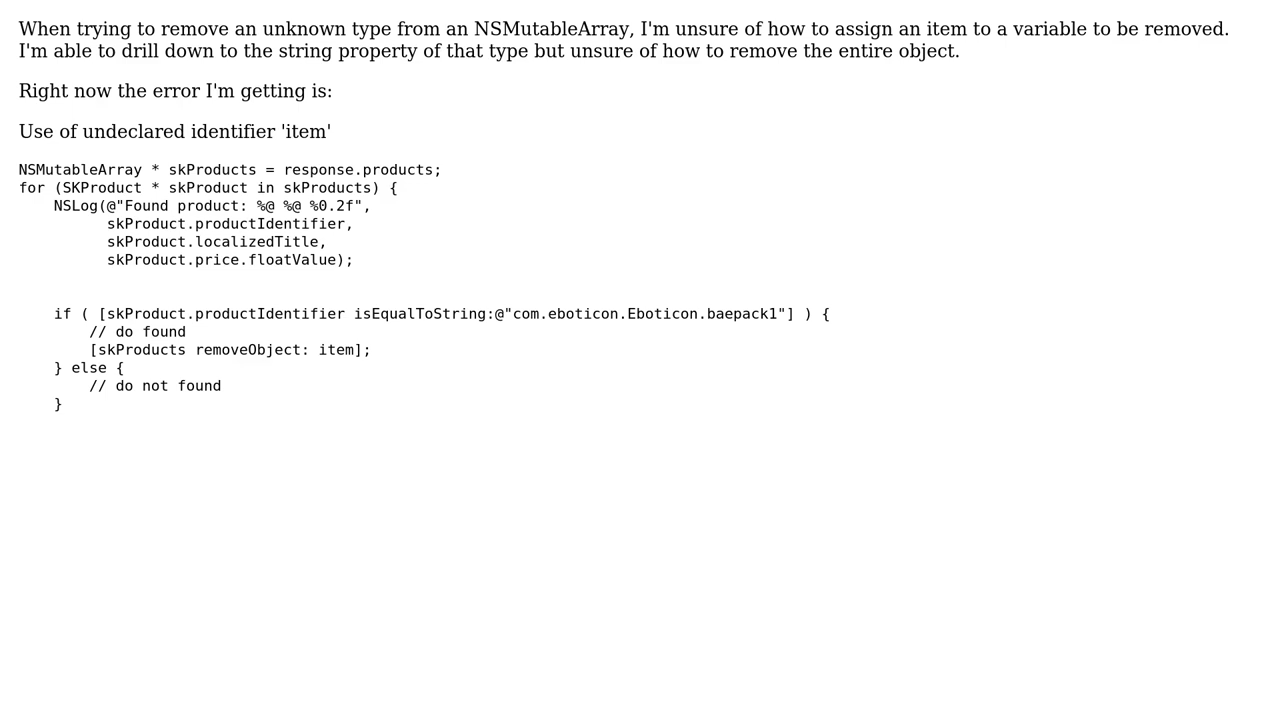 When trying to remove an unknown type from an NSMutableArray, I'm unsure of how to assign an item to a variable to be removed.
I'm able to drill down to the string property of that type but unsure of how to remove the entire object.
Right now the error I'm getting is:
Use of undeclared identifier 'item'
NSMutableArray * skProducts = response.products;
for (SKProduct * skProduct in skProducts) {
    NSLog(@"Found product: %@ %@ %0.2f",
          skProduct.productIdentifier,
          skProduct.localizedTitle,
          skProduct.price.floatValue);
    if ( [skProduct.productIdentifier isEqualToString:@"com.eboticon.Eboticon.baepack1"] ) {
        // do found
        [skProducts removeObject: item];
    } else {
        // do not found
    }